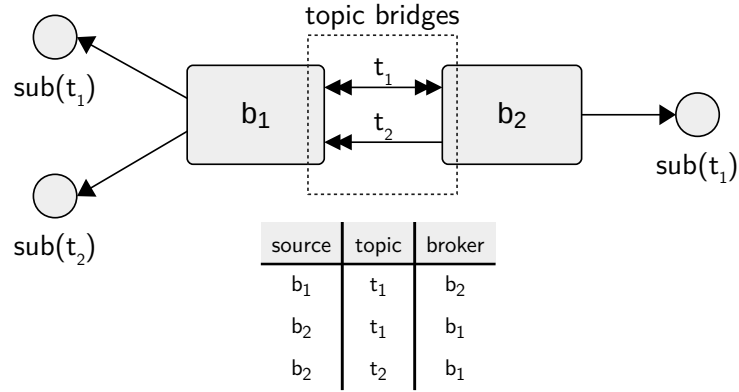 topic bridges
sub(t₁)
b₁
t₁
t₂
b₂
sub(t₁)
sub(t₂)
source topic broker
b₁ t₁ b₂
b₂ t₁ b₁
b₂ t₂ b₁